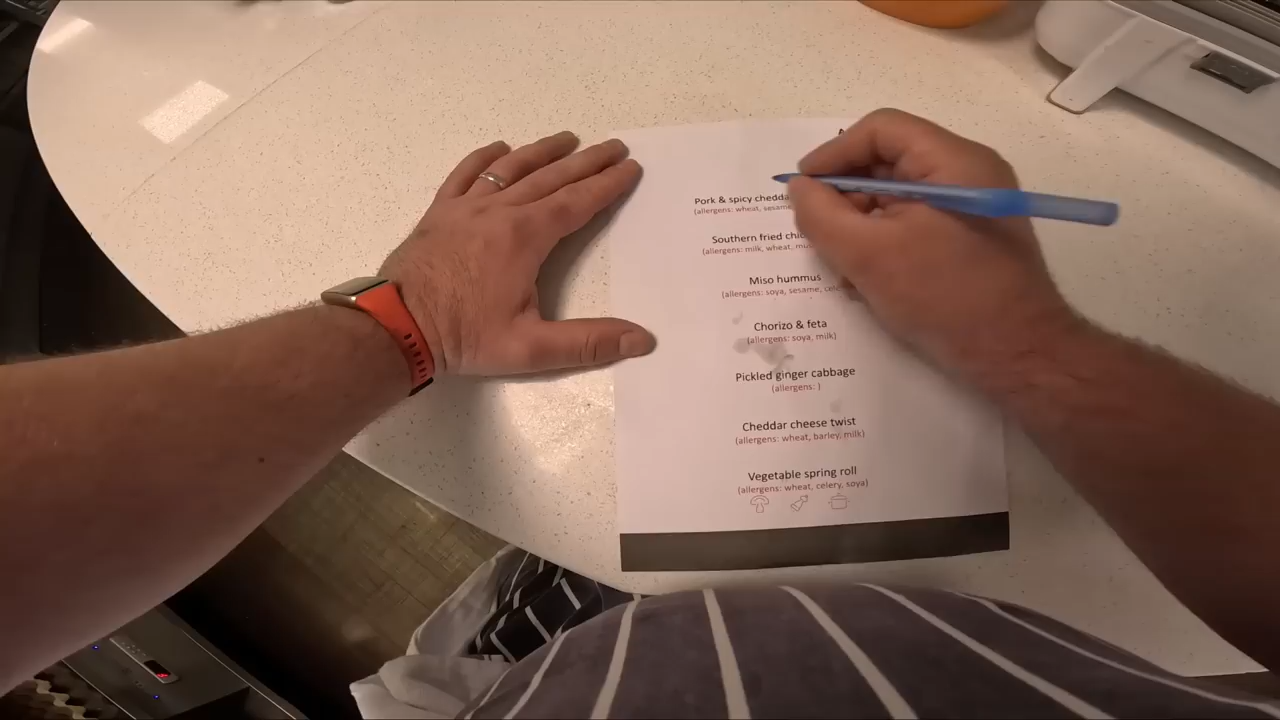 Pork & spicy
(allergens: wheat, sesame,
Southern fried
(allergens: milk, wheat,
Miso hummus
(allergens: soya, sesame,
Chorizo & feta
(allergens: soya, milk)
Pickled ginger cabbage
(allergens: )
Cheddar cheese twist
(allergens: wheat, barley, milk)
Vegetable spring roll
(allergens: wheat, celery, soya)